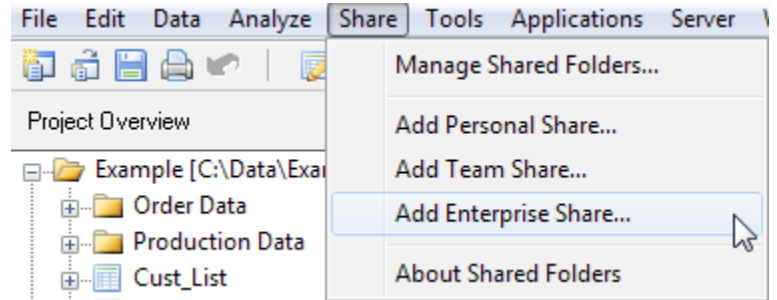 File Edit Data Analyze Share Tools Applications Server
Manage Shared Folders...
Project Overview
Add Personal Share...
Example [C:\Data\Exa
Add Team Share...
Order Data
Add Enterprise Share...
Production Data
Cust_List
About Shared Folders